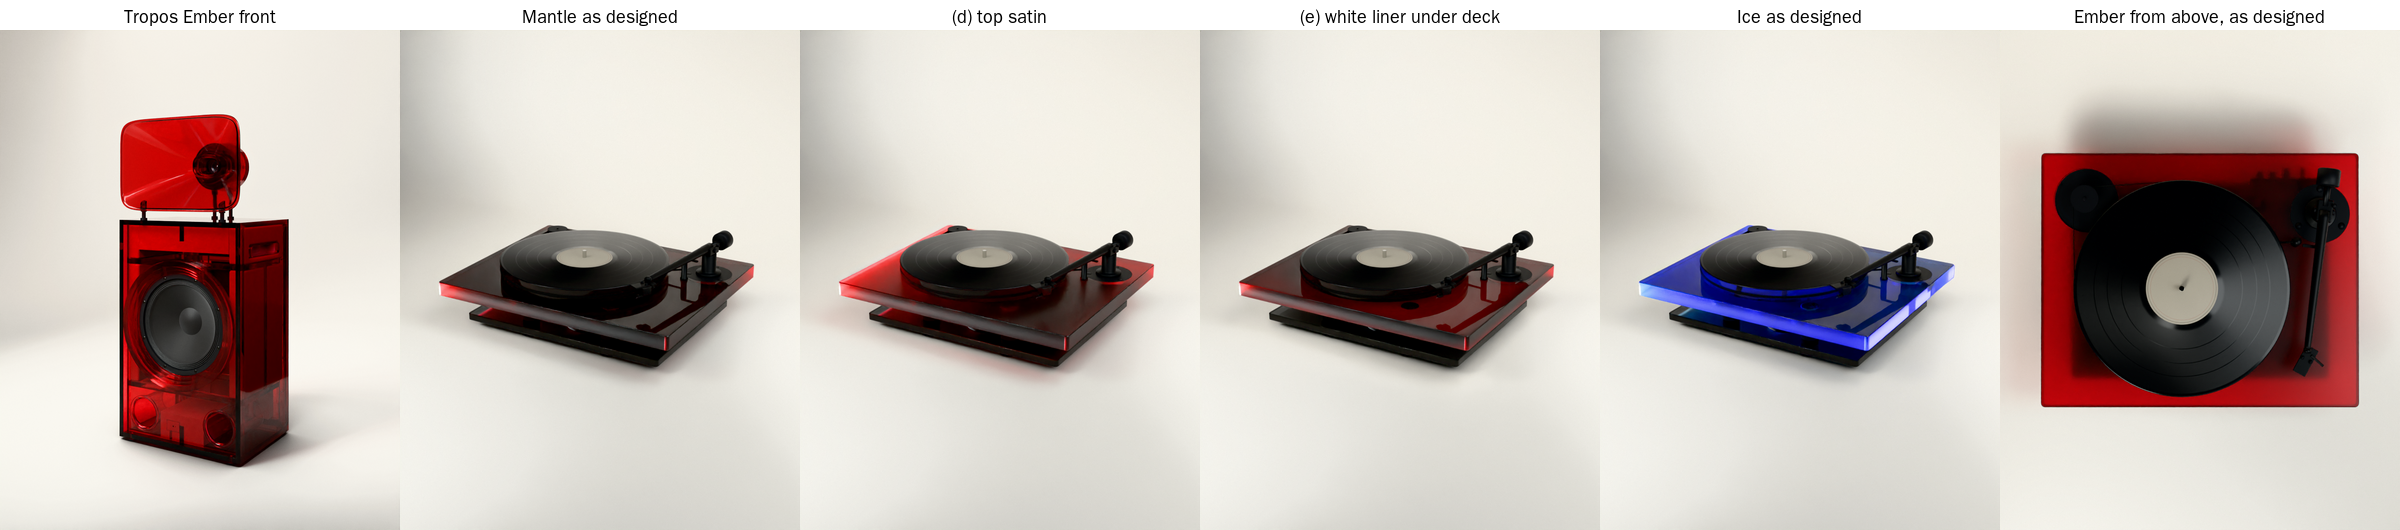 Tropos Ember front
Mantle as designed
(d) top satin
(e) white liner under deck
Ice as designed
Ember from above, as designed